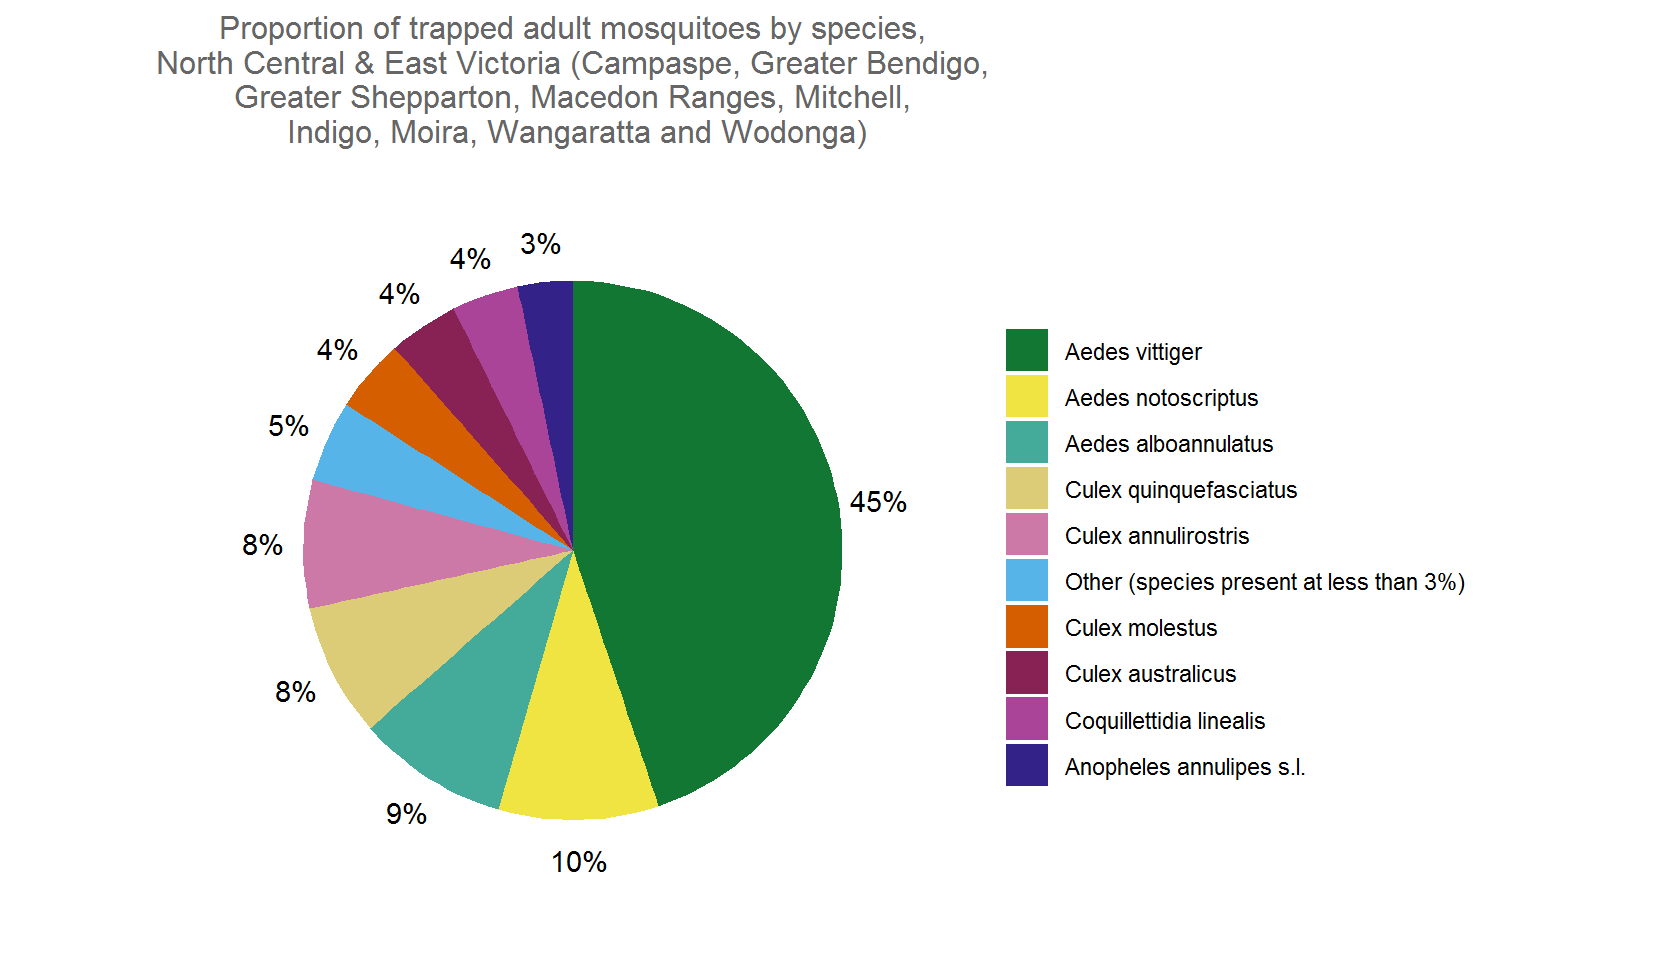 Proportion of trapped adult mosquitoes by species,
North Central & East Victoria (Campaspe, Greater Bendigo,
Greater Shepparton, Macedon Ranges, Mitchell,
Indigo, Moira, Wangaratta and Wodonga)
3%
4%
4%
4%
5%
8%
8%
9%
10%
45%
Aedes vittiger
Aedes notoscriptus
Aedes alboannulatus
Culex quinquefasciatus
Culex annulirostris
Other (species present at less than 3%)
Culex molestus
Culex australicus
Coquillettidia linealis
Anopheles annulipes s.l.